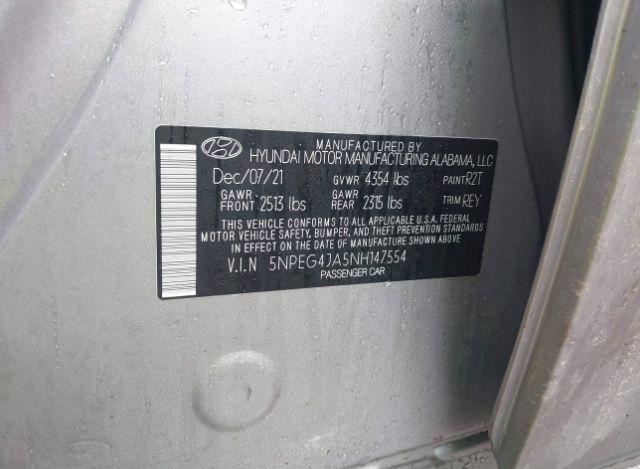 MANUFACTURED BY
HYUNDAI MOTOR MANUFACTURING ALABAMA, LLC
Dec/07/21 GVWR 4354 lbs PAINT R2T
GAWR FRONT 2513 lbs GAWR REAR 2315 lbs TRIM REY
THIS VEHICLE CONFORMS TO ALL APPLICABLE U.S.A. FEDERAL
MOTOR VEHICLE SAFETY, BUMPER, AND THEFT PREVENTION STANDARDS
IN EFFECT ON THE DATE OF MANUFACTURE SHOWN ABOVE.
V.I.N 5NPEG4JA5NH147554
PASSENGER CAR